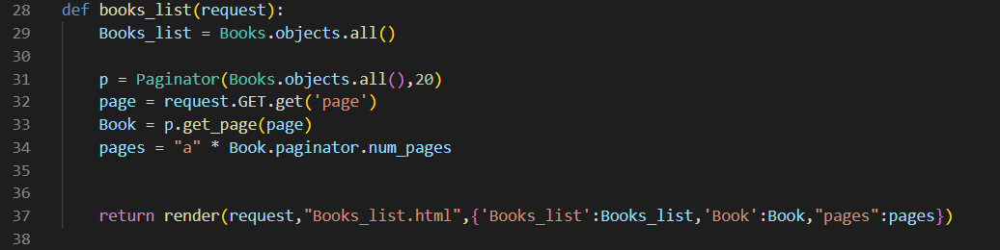 28 def books_list(request):
29     Books_list = Books.objects.all()
30
31     p = Paginator(Books.objects.all(),20)
32     page = request.GET.get('page')
33     Book = p.get_page(page)
34     pages = "a" * Book.paginator.num_pages
35
36
37     return render(request,"Books_list.html",{'Books_list':Books_list,'Book':Book,"pages":pages})
38